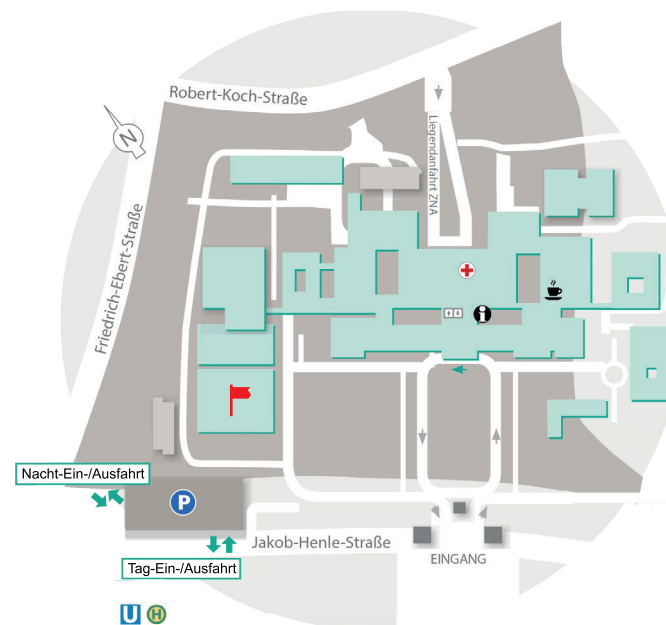 Robert-Koch-Straße
Liegendanfahrt ZNA
N
Friedrich-Ebert-Straße
i
Nacht-Ein-/Ausfahrt
P
Jakob-Henle-Straße
EINGANG
Tag-Ein-/Ausfahrt
U H